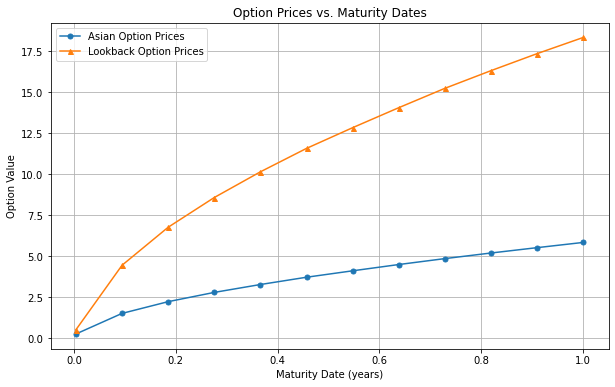 Option Prices vs. Maturity Dates
Asian Option Prices
Lookback Option Prices
Option Value
17.5
15.0
12.5
10.0
7.5
5.0
2.5
0.0
0.0 0.2 0.4 0.6 0.8 1.0
Maturity Date (years)